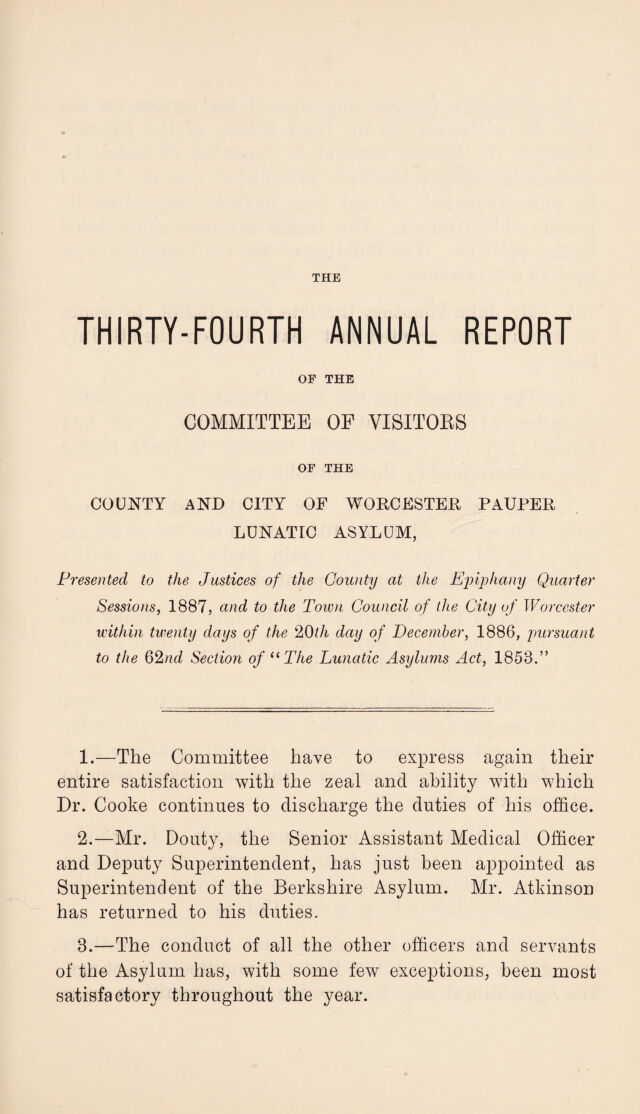 THE
THIRTY-FOURTH ANNUAL REPORT
OF THE
COMMITTEE OF VISITORS
OF THE
COUNTY AND CITY OF WORCESTER PAUPER
LUNATIC ASYLUM,
Presented to the Justices of the County at the Epiphany Quarter
Sessions, 1887, and to the Town Council of the City of Worcester
within twenty days of the 20th day of December, 1886, pursuant
to the 62nd Section of “The Lunatic Asylums Act, 1853.”
1.—The Committee have to express again their
entire satisfaction with the zeal and ability with which
Dr. Cooke continues to discharge the duties of his office.
2.—Mr. Douty, the Senior Assistant Medical Officer
and Deputy Superintendent, has just been appointed as
Superintendent of the Berkshire Asylum. Mr. Atkinson
has returned to his duties.
3.—The conduct of all the other officers and servants
of the Asylum has, with some few exceptions, been most
satisfactory throughout the year.